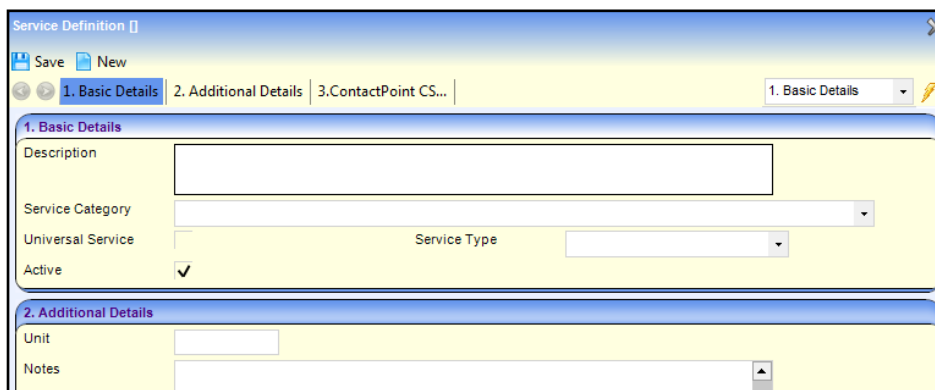 Service Definition []
Save New
1. Basic Details 2. Additional Details 3.ContactPoint CS... 1. Basic Details
1. Basic Details
Description
Service Category
Universal Service Service Type
Active
2. Additional Details
Unit
Notes